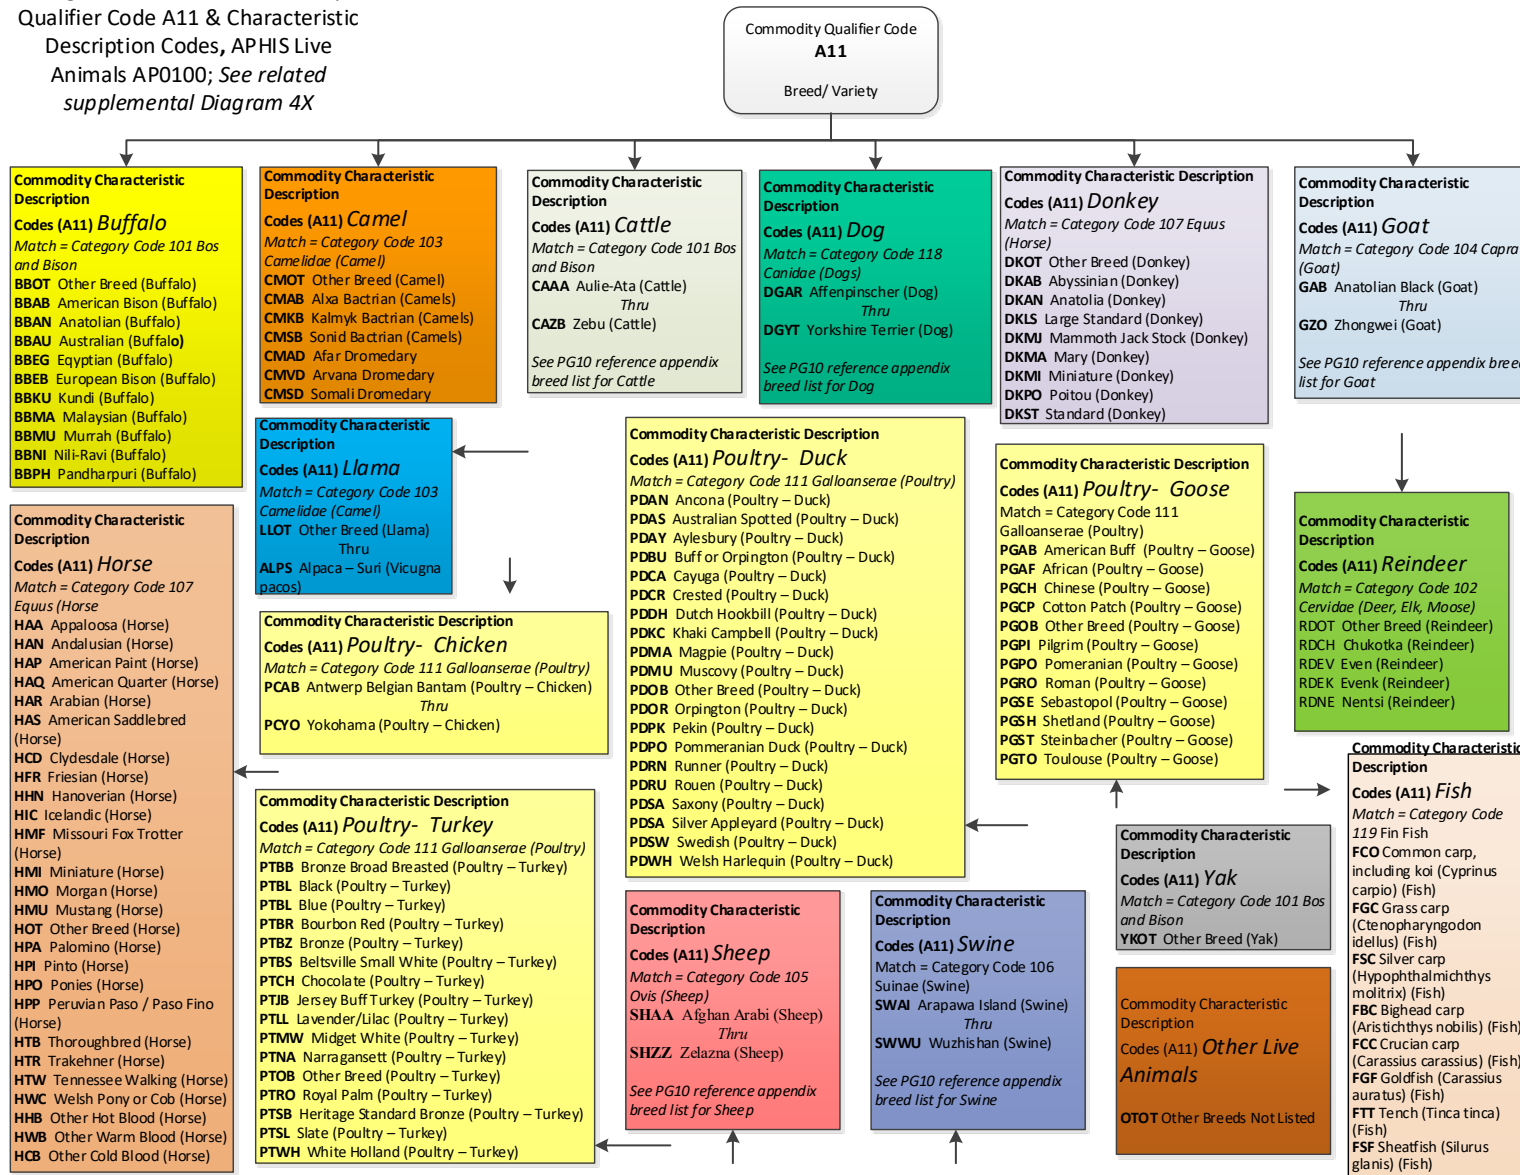 Qualifier Code A11 & Characteristic
Description Codes, APHIS Live
Animals AP0100; See related
supplemental Diagram 4X
Commodity Qualifier Code
A11
Breed/ Variety
Commodity Characteristic
Description
Codes (A11) Buffalo
Match = Category Code 101 Bos
and Bison
BBOT Other Breed (Buffalo)
BBAB American Bison (Buffalo)
BBAN Anatolian (Buffalo)
BBAU Australian (Buffalo)
BBEG Eqyptian (Buffalo)
BBEB European Bison (Buffalo)
BBKU Kundi (Buffalo)
BBMA Malaysian (Buffalo)
BBMU Murrah (Buffalo)
BBNI Nili-Ravi (Buffalo)
BBPH Pandharpuri (Buffalo)
Commodity Characteristic
Description
Codes (A11) Camel
Match = Category Code 103
Camelidae (Camel)
CMOT Other Breed (Camel)
CMAB Alxa Bactrian (Camels)
CMKB Kalmyk Bactrian (Camels)
CMSB Sonid Bactrian (Camels)
CMAD Afar Dromedary
CMVD Arvana Dromedary
CMSD Somali Dromedary
Commodity Characteristic
Description
Codes (A11) Cattle
Match = Category Code 101 Bos
and Bison
CAAA Aulie-Ata (Cattle)
Thru
CAZB Zebu (Cattle)
See PG10 reference appendix
breed list for Cattle
Commodity Characteristic
Description
Codes (A11) Dog
Match = Category Code 118
Canidae (Dogs)
DGAR Affenpinscher (Dog)
Thru
DGYT Yorkshire Terrier (Dog)
See PG10 reference appendix
breed list for Dog
Commodity Characteristic Description
Codes (A11) Donkey
Match = Category Code 107 Equus
(Horse)
DKOT Other Breed (Donkey)
DKAB Abyssinian (Donkey)
DKAN Anatolia (Donkey)
DKLS Large Standard (Donkey)
DKMJ Mammoth Jack Stock (Donkey)
DKMA Mary (Donkey)
DKMI Miniature (Donkey)
DKPO Poitou (Donkey)
DKST Standard (Donkey)
Commodity Characteristic
Description
Codes (A11) Goat
Match = Category Code 104 Capra
(Goat)
GAB Anatolian Black (Goat)
Thru
GZO Zhongwei (Goat)
See PG10 reference appendix breed
list for Goat
Commodity Characteristic
Description
Codes (A11) Horse
Match = Category Code 107
Equus (Horse
HAA Appaloosa (Horse)
HAN Andalusian (Horse)
HAP American Paint (Horse)
HAQ American Quarter (Horse)
HAR Arabian (Horse)
HAS American Saddlebred
(Horse)
HCD Clydesdale (Horse)
HFR Friesian (Horse)
HHN Hanoverian (Horse)
HIC Icelandic (Horse)
HMF Missouri Fox Trotter
(Horse)
HMI Miniature (Horse)
HMO Morgan (Horse)
HMU Mustang (Horse)
HOT Other Breed (Horse)
HPA Palomino (Horse)
HPI Pinto (Horse)
HPO Ponies (Horse)
HPP Peruvian Paso / Paso Fino
(Horse)
HTB Thoroughbred (Horse)
HTR Trakehner (Horse)
HTW Tennessee Walking (Horse)
HWC Welsh Pony or Cob (Horse)
HHB Other Hot Blood (Horse)
HWB Other Warm Blood (Horse)
HCB Other Cold Blood (Horse)
Commodity Characteristic
Description
Codes (A11) Llama
Match = Category Code 103
Camelidae (Camel)
LLOT Other Breed (Llama)
Thru
ALPS Alpaca – Suri (Vicugna
pacos)
Commodity Characteristic Description
Codes (A11) Poultry- Chicken
Match = Category Code 111 Galloanserae (Poultry)
PCAB Antwerp Belgian Bantam (Poultry – Chicken)
Thru
PCYO Yokohama (Poultry – Chicken)
Commodity Characteristic Description
Codes (A11) Poultry- Turkey
Match = Category Code 111 Galloanserae (Poultry)
PTBB Bronze Broad Breasted (Poultry – Turkey)
PTBL Black (Poultry – Turkey)
PTBL Blue (Poultry – Turkey)
PTBR Bourbon Red (Poultry – Turkey)
PTBZ Bronze (Poultry – Turkey)
PTBS Beltsville Small White (Poultry – Turkey)
PTCH Chocolate (Poultry – Turkey)
PTJB Jersey Buff Turkey (Poultry – Turkey)
PTLL Lavender/Lilac (Poultry – Turkey)
PTMW Midget White (Poultry – Turkey)
PTNA Narragansett (Poultry – Turkey)
PTOB Other Breed (Poultry – Turkey)
PTRO Royal Palm (Poultry – Turkey)
PTSB Heritage Standard Bronze (Poultry – Turkey)
PTSL Slate (Poultry – Turkey)
PTWH White Holland (Poultry – Turkey)
Commodity Characteristic Description
Codes (A11) Poultry- Duck
Match = Category Code 111 Galloanserae (Poultry)
PDAN Ancona (Poultry – Duck)
PDAS Australian Spotted (Poultry – Duck)
PDAY Aylesbury (Poultry – Duck)
PDBU Buff or Orpington (Poultry – Duck)
PDCA Cayuga (Poultry – Duck)
PDCR Crested (Poultry – Duck)
PDDH Dutch Hookbill (Poultry – Duck)
PDKC Khaki Campbell (Poultry – Duck)
PDMA Magpie (Poultry – Duck)
PDMU Muscovy (Poultry – Duck)
PDOB Other Breed (Poultry – Duck)
PDOR Orpington (Poultry – Duck)
PDPK Pekin (Poultry – Duck)
PDPO Pommeranian Duck (Poultry – Duck)
PDRN Runner (Poultry – Duck)
PDRU Rouen (Poultry – Duck)
PDSA Saxony (Poultry – Duck)
PDSA Silver Appleyard (Poultry – Duck)
PDSW Swedish (Poultry – Duck)
PDWH Welsh Harlequin (Poultry – Duck)
Commodity Characteristic Description
Codes (A11) Poultry- Goose
Match = Category Code 111
Galloanserae (Poultry)
PGAB American Buff (Poultry – Goose)
PGAF African (Poultry – Goose)
PGCH Chinese (Poultry – Goose)
PGCP Cotton Patch (Poultry – Goose)
PGOB Other Breed (Poultry – Goose)
PGPI Pilgrim (Poultry – Goose)
PGPO Pomeranian (Poultry – Goose)
PGRO Roman (Poultry – Goose)
PGSE Sebastopol (Poultry – Goose)
PGSH Shetland (Poultry – Goose)
PGST Steinbacher (Poultry – Goose)
PGTO Toulouse (Poultry – Goose)
Commodity Characteristic
Description
Codes (A11) Reindeer
Match = Category Code 102
Cervidae (Deer, Elk, Moose)
RDOT Other Breed (Reindeer)
RDCH Chukotka (Reindeer)
RDEV Even (Reindeer)
RDEK Evenk (Reindeer)
RDNE Nentsi (Reindeer)
Commodity Characteristic
Description
Codes (A11) Sheep
Match = Category Code 105
Ovis (Sheep)
SHAA Afghan Arabi (Sheep)
Thru
SHZZ Zelazna (Sheep)
See PG10 reference appendix
breed list for Sheep
Commodity Characteristic
Description
Codes (A11) Swine
Match = Category Code 106
Suinae (Swine)
SWAI Arapawa Island (Swine)
Thru
SWWU Wuzhishan (Swine)
See PG10 reference appendix
breed list for Swine
Commodity Characteristic
Description
Codes (A11) Yak
Match = Category Code 101 Bos
and Bison
YKOT Other Breed (Yak)
Commodity Characteristic
Description
Codes (A11) Other Live
Animals
OTOT Other Breeds Not Listed
Commodity Characteristic
Description
Codes (A11) Fish
Match = Category Code
119 Fin Fish
FCO Common carp,
including koi (Cyprinus
carpio) (Fish)
FGC Grass carp
(Ctenopharyngodon
idellus) (Fish)
FSC Silver carp
(Hypophthalmichthys
molitrix) (Fish)
FBC Bighead carp
(Aristichthys nobilis) (Fish)
FCC Crucian carp
(Carassius carassius) (Fish)
FGF Goldfish (Carassius
auratus) (Fish)
FTT Tench (Tinca tinca)
(Fish)
FSF Sheatfish (Silurus
glanis) (Fish)